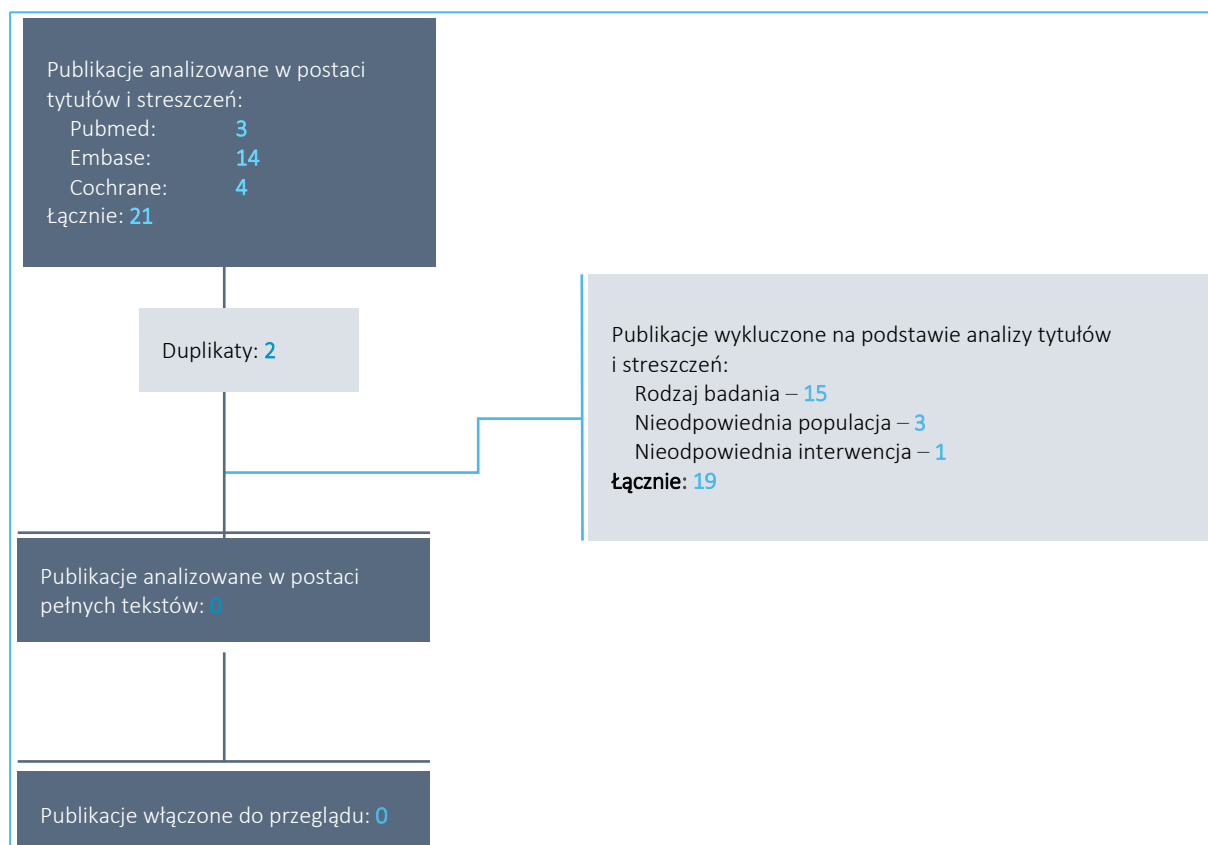 Publikacje analizowane w postaci
tytułów i streszczeń:
Pubmed: 3
Embase: 14
Cochrane: 4
Łącznie: 21
Duplikaty: 2
Publikacje wykluczone na podstawie analizy tytułów
i streszczeń:
Rodzaj badania – 15
Nieodpowiednia populacja – 3
Nieodpowiednia interwencja – 1
Łącznie: 19
Publikacje analizowane w postaci
pełnych tekstów: 0
Publikacje włączone do przeglądu: 0